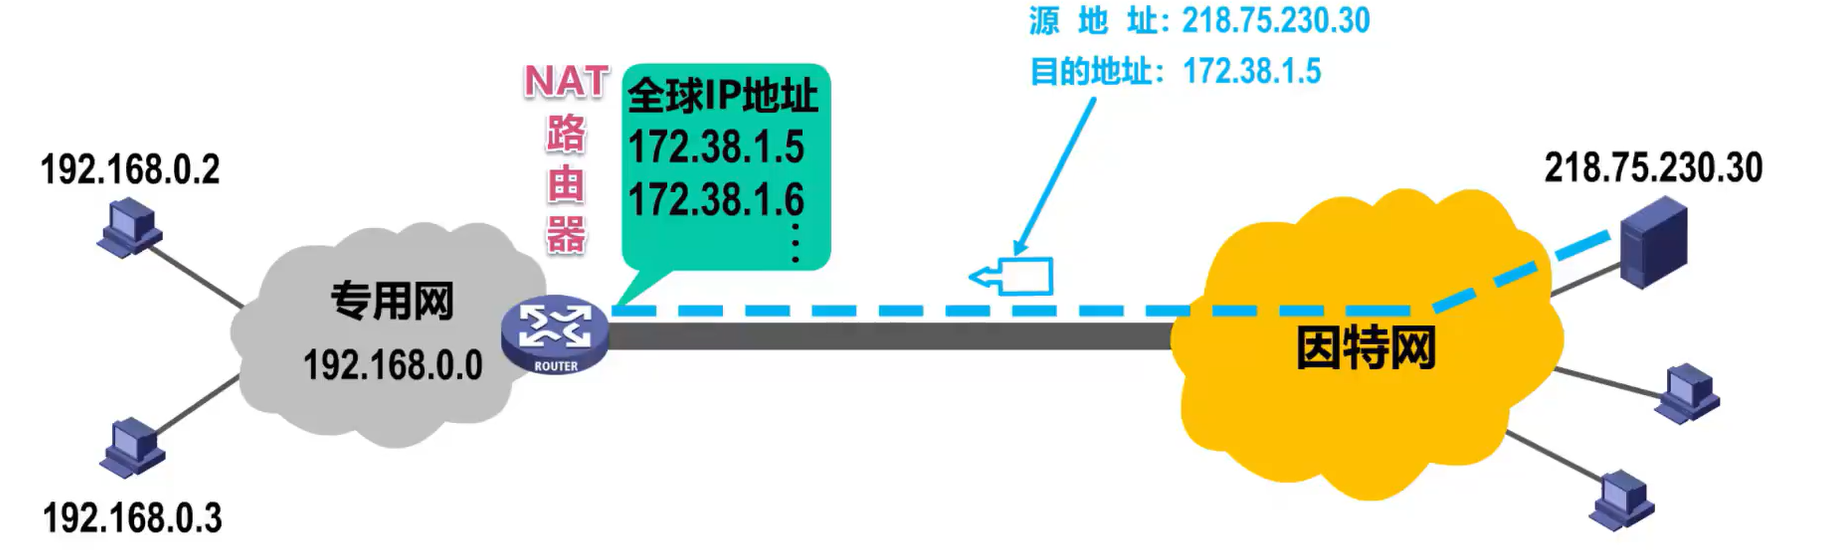 源 地 址：218.75.230.30
目的地址：172.38.1.5
NAT
路
由
器
全球IP地址
172.38.1.5
172.38.1.6
⋮
192.168.0.2
218.75.230.30
专用网
192.168.0.0
ROUTER
因特网
192.168.0.3